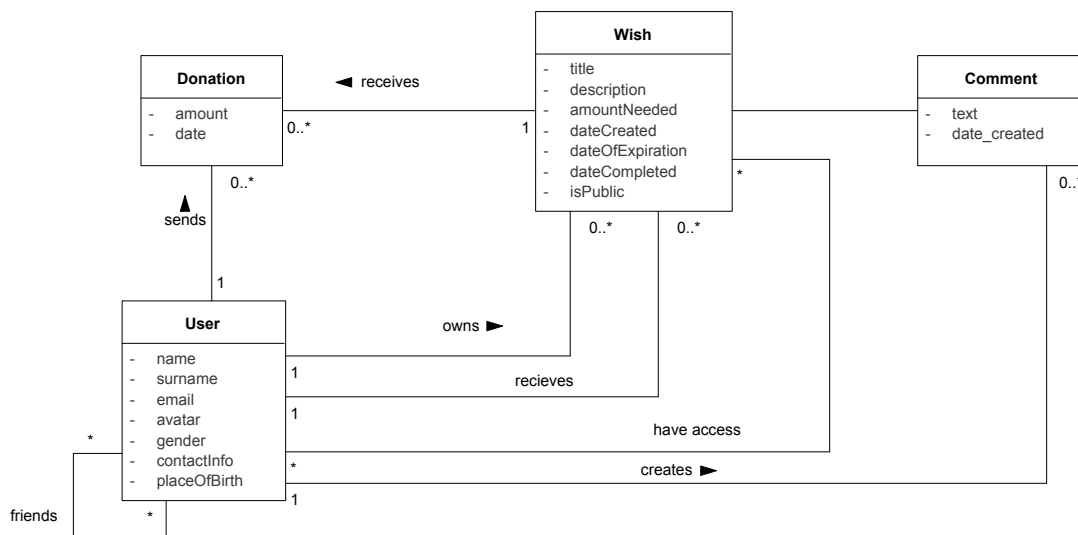 Wish
- title
- description
- amountNeeded
- dateCreated
- dateOfExpiration
- dateCompleted
- isPublic
Donation
- amount
- date
◄ receives
0..*
1
Comment
- text
- date_created
0..*
▲
sends
0..*
1
*
0..*
0..*
0..*
User
- name
- surname
- email
- avatar
- gender
- contactInfo
- placeOfBirth
owns ►
1
recieves
1
have access
*
creates ►
1
*
friends
*